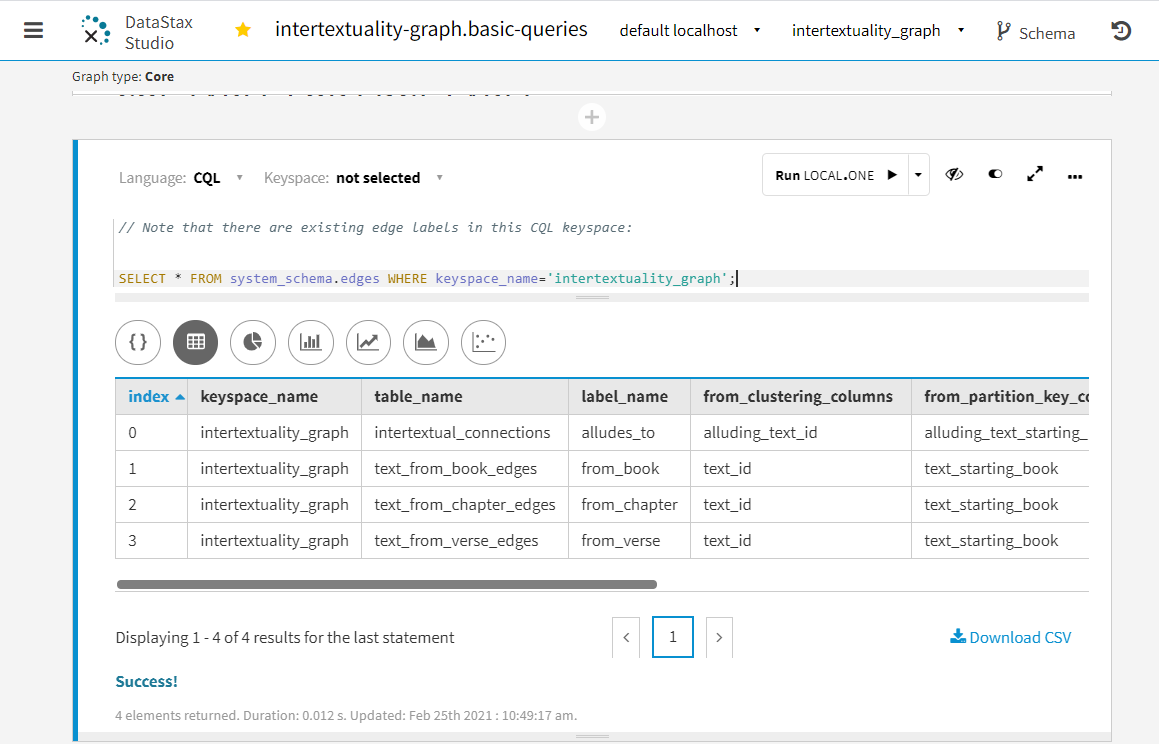 DataStax Studio
intertextuality-graph.basic-queries
default localhost
intertextuality_graph
Schema
Graph type: Core
Language: CQL
Keyspace: not selected
Run LOCAL.ONE
// Note that there are existing edge labels in this CQL keyspace:
SELECT * FROM system_schema.edges WHERE keyspace_name='intertextuality_graph';
{ }
index keyspace_name table_name label_name from_clustering_columns from_partition_key_co
0 intertextuality_graph intertextual_connections alludes_to alluding_text_id alluding_text_starting_
1 intertextuality_graph text_from_book_edges from_book text_id text_starting_book
2 intertextuality_graph text_from_chapter_edges from_chapter text_id text_starting_book
3 intertextuality_graph text_from_verse_edges from_verse text_id text_starting_book
Displaying 1 - 4 of 4 results for the last statement
< 1 >
Download CSV
Success!
4 elements returned. Duration: 0.012 s. Updated: Feb 25th 2021 : 10:49:17 am.